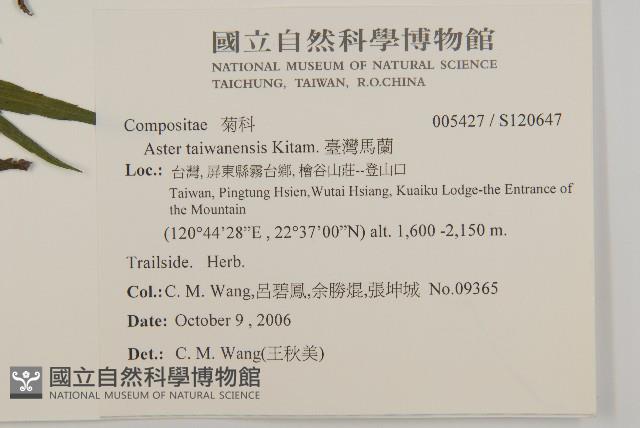 國立自然科學博物館
NATIONAL MUSEUM OF NATURAL SCIENCE
TAICHUNG, TAIWAN, R.O.CHINA
Compositae 菊科 005427 / S120647
Aster taiwanensis Kitam. 臺灣馬蘭
Loc.: 台灣, 屏東縣霧台鄉, 檜谷山莊--登山口
Taiwan, Pingtung Hsien,Wutai Hsiang, Kuaiku Lodge-the Entrance of
the Mountain
(120°44'28”E , 22°37'00”N) alt. 1,600 -2,150 m.
Trailside. Herb.
Col.: C. M. Wang,呂碧鳳,余勝焜,張坤城 No.09365
Date: October 9 , 2006
Det.: C. M. Wang(王秋美)
國立自然科學博物館
NATIONAL MUSEUM OF NATURAL SCIENCE